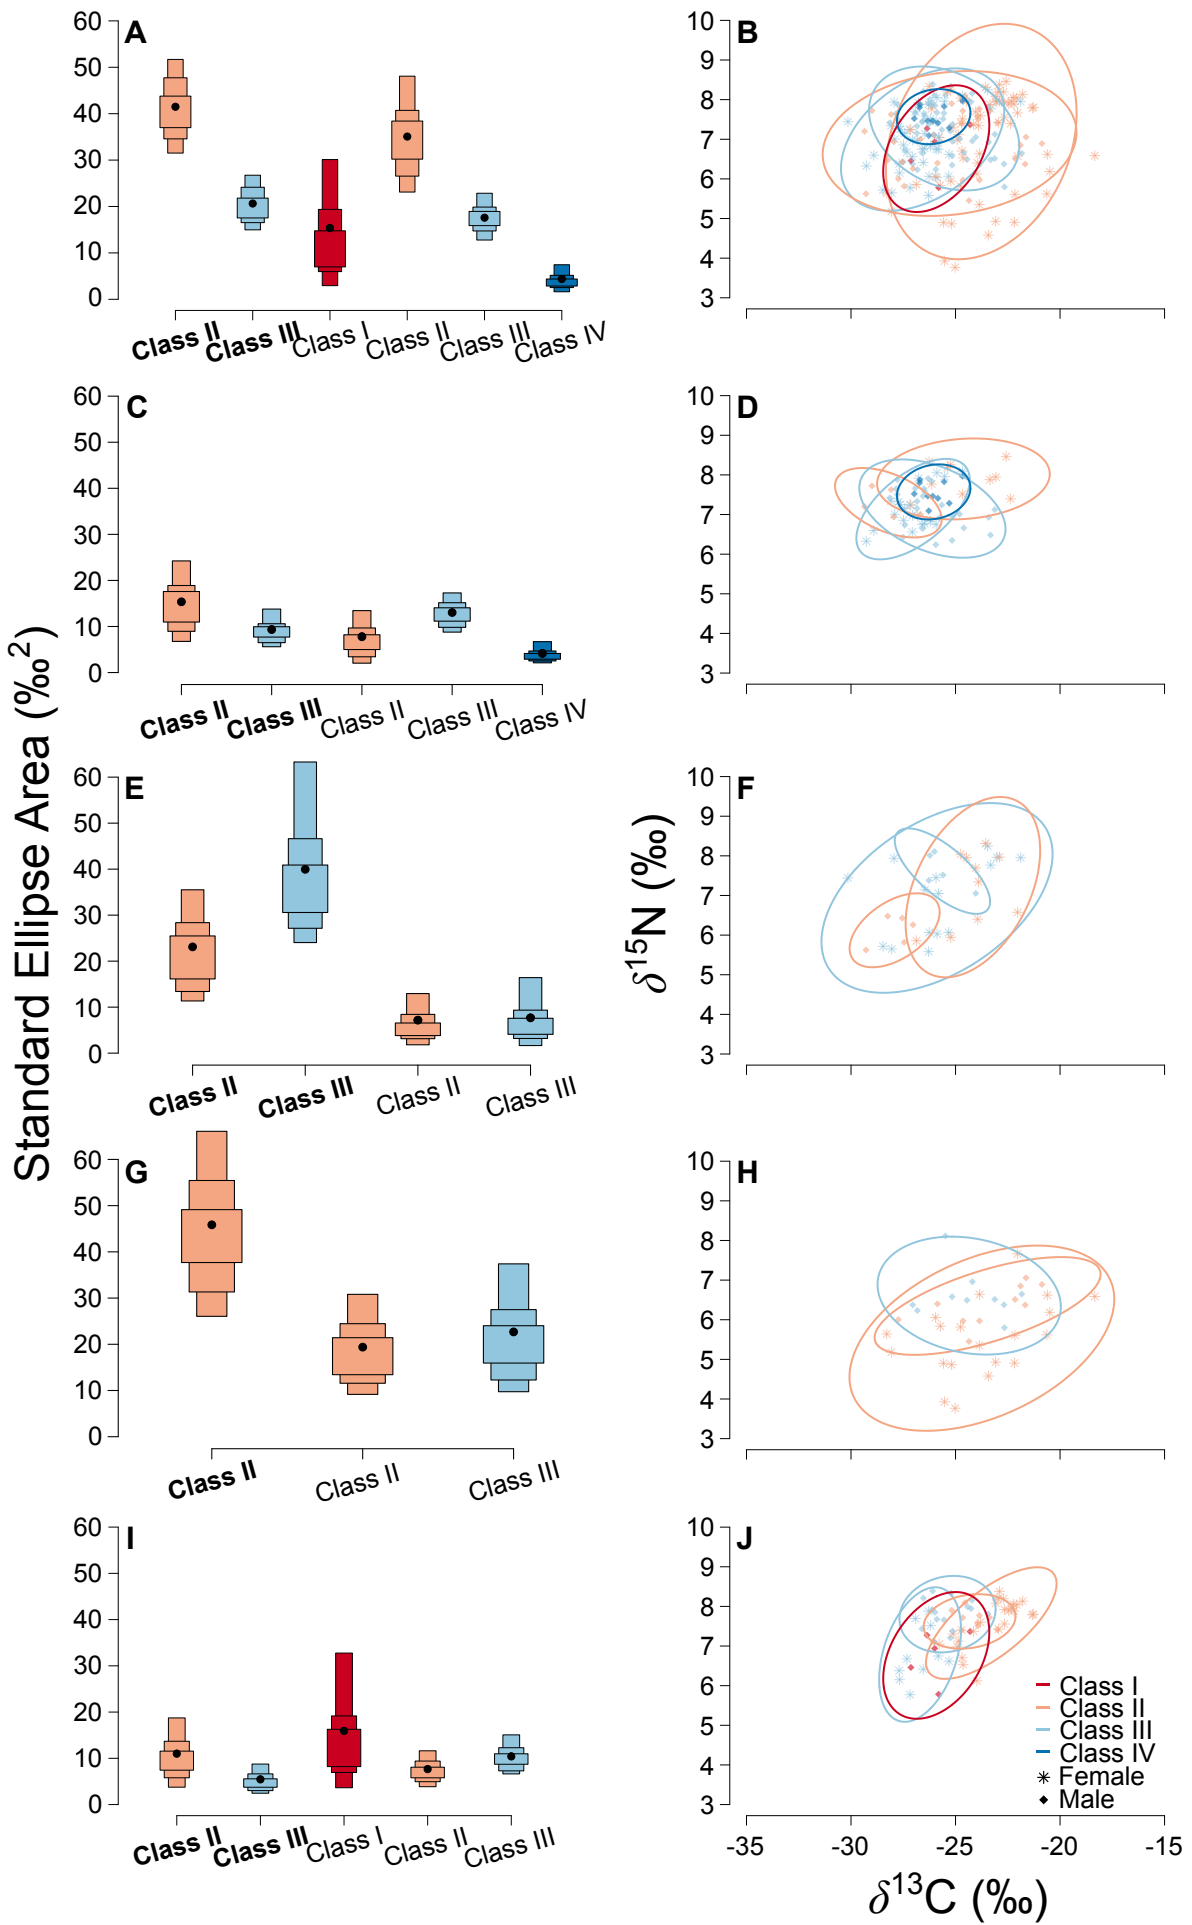 Standard Ellipse Area (‰²)
A
60
50
40
30
20
10
0
Class II
Class III
Class I
Class II
Class III
Class IV
B
10
9
8
7
6
5
4
3
C
60
50
40
30
20
10
0
Class II
Class III
Class II
Class III
Class IV
D
10
9
8
7
6
5
4
3
E
60
50
40
30
20
10
0
Class II
Class III
Class II
Class III
δ¹⁵N (‰)
F
10
9
8
7
6
5
4
3
G
60
50
40
30
20
10
0
Class II
Class II
Class III
H
10
9
8
7
6
5
4
3
I
60
50
40
30
20
10
0
Class II
Class III
Class I
Class II
Class III
J
10
9
8
7
6
5
4
3
Class I
Class II
Class III
Class IV
Female
Male
-35
-30
-25
-20
-15
δ¹³C (‰)